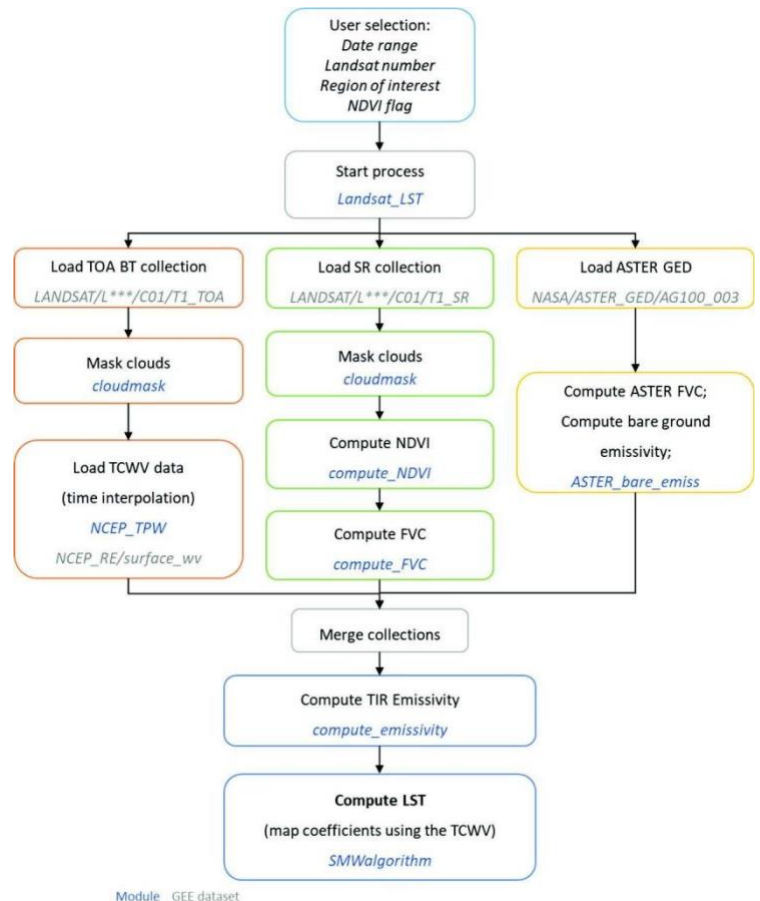 User selection:
Date range
Landsat number
Region of interest
NDVI flag
Start process
Landsat_LST
Load TOA BT collection
LANDSAT/L***/C01/T1_TOA
Mask clouds
cloudmask
Load TCWV data
(time interpolation)
NCEP_TPW
NCEP_RE/surface_wv
Load SR collection
LANDSAT/L***/C01/T1_SR
Mask clouds
cloudmask
Compute NDVI
compute_NDVI
Compute FVC
compute_FVC
Load ASTER GED
NASA/ASTER_GED/AG100_003
Compute ASTER FVC;
Compute bare ground
emissivity;
ASTER_bare_emiss
Merge collections
Compute TIR Emissivity
compute_emissivity
Compute LST
(map coefficients using the TCWV)
SMWalgorithm
Module GEE dataset